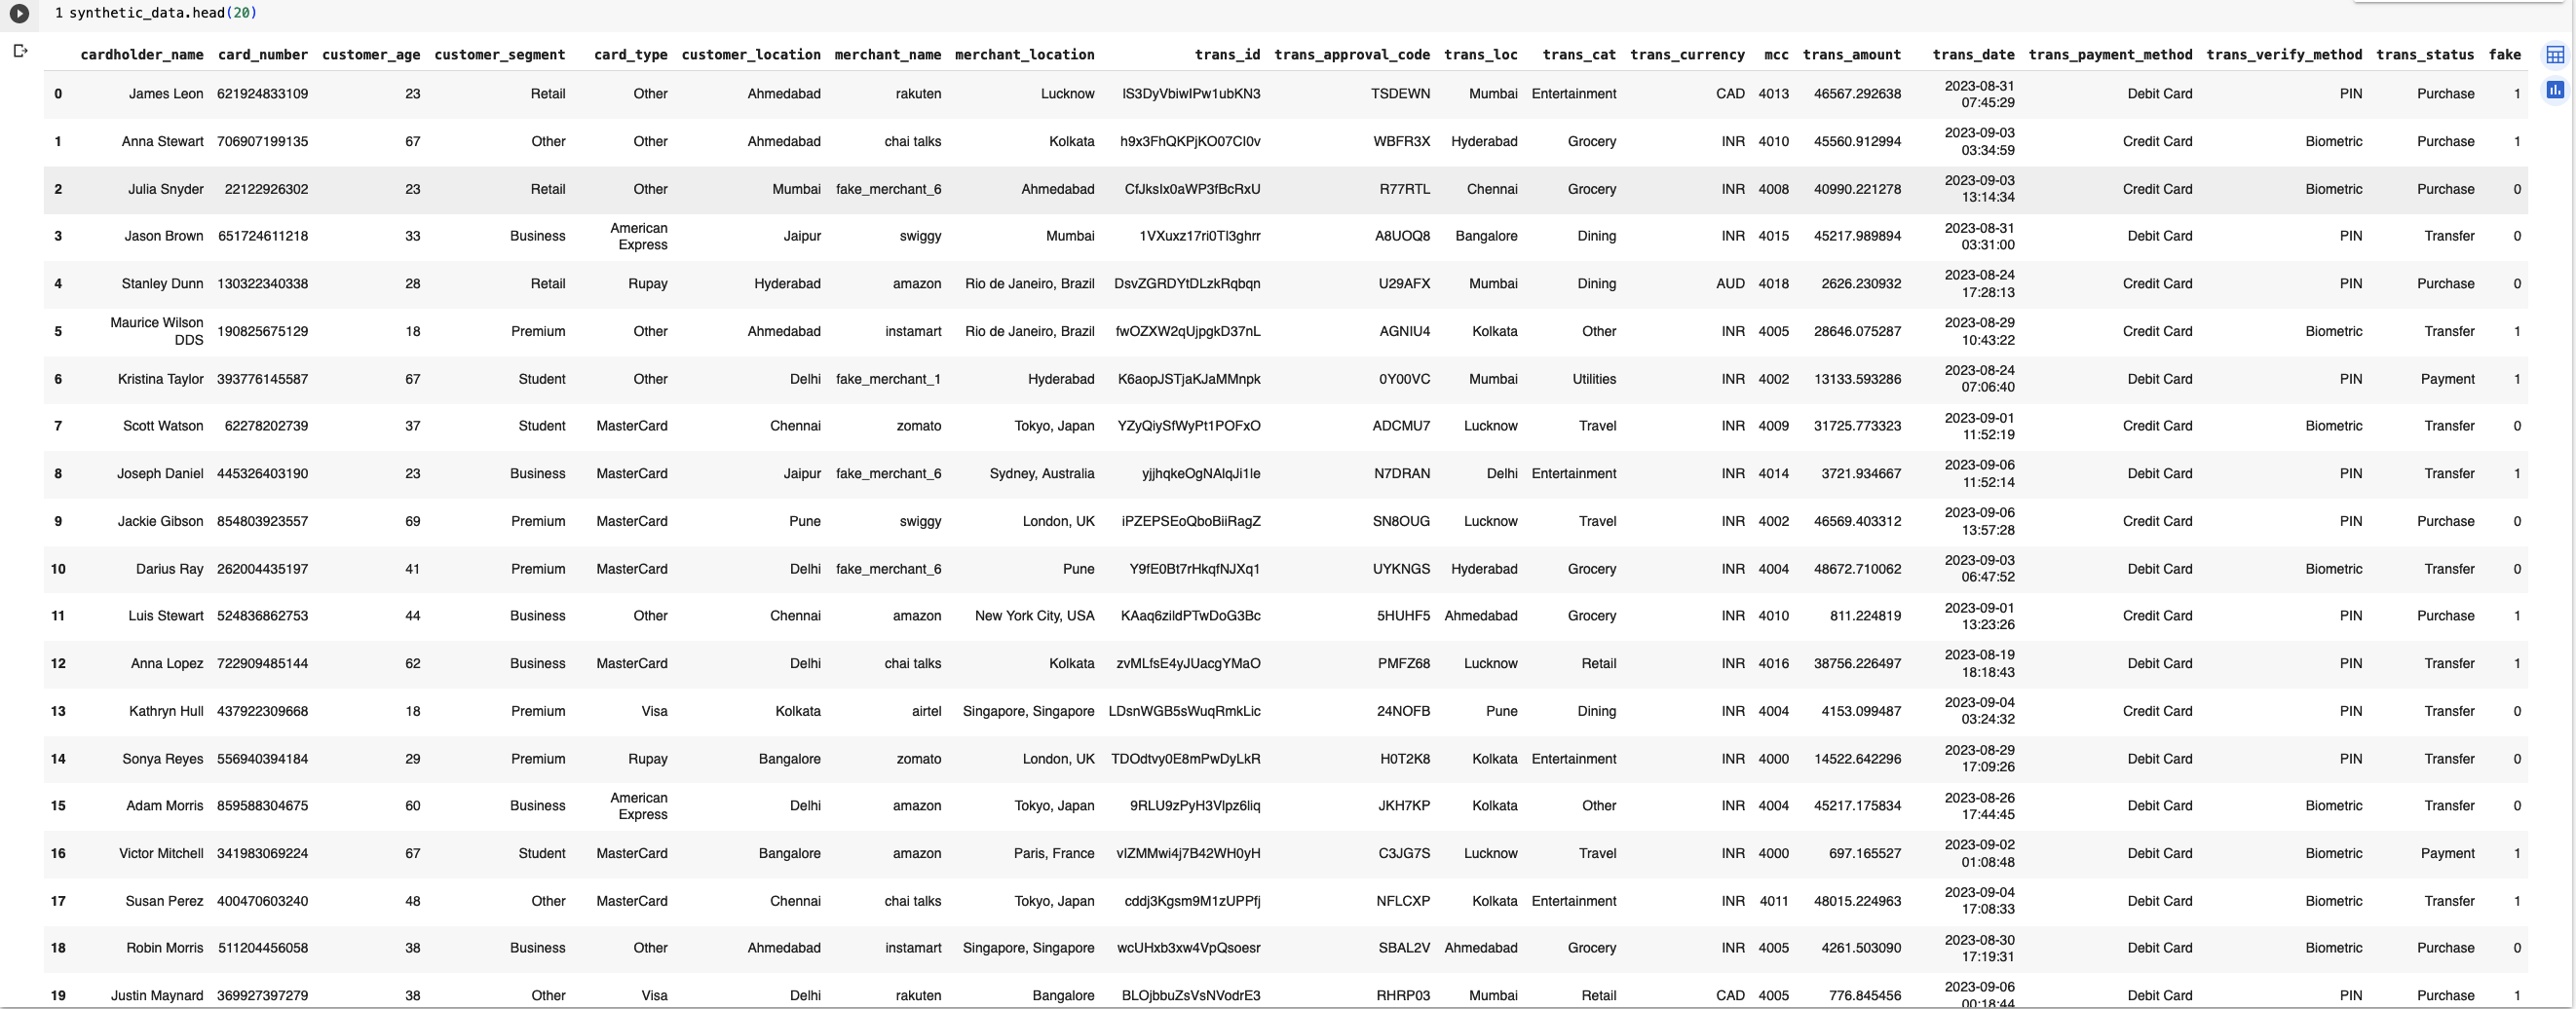 1 synthetic_data.head(20)
cardholder_name card_number customer_age customer_segment card_type customer_location merchant_name merchant_location trans_id trans_approval_code trans_loc trans_cat trans_currency mcc trans_amount trans_date trans_payment_method trans_verify_method trans_status fake
0 James Leon 621924833109 23 Retail Other Ahmedabad rakuten Lucknow IS3DyVbiwIPw1ubKN3 TSDEWN Mumbai Entertainment CAD 4013 46567.292638 2023-08-31 07:45:29 Debit Card PIN Purchase 1
1 Anna Stewart 706907199135 67 Other Other Ahmedabad chai talks Kolkata h9x3FhQKPjKO07CI0v WBFR3X Hyderabad Grocery INR 4010 45560.912994 2023-09-03 03:34:59 Credit Card Biometric Purchase 1
2 Julia Snyder 22122926302 23 Retail Other Mumbai fake_merchant_6 Ahmedabad CfJksIx0aWP3fBcRxU R77RTL Chennai Grocery INR 4008 40990.221278 2023-09-03 13:14:34 Credit Card Biometric Purchase 0
3 Jason Brown 651724611218 33 Business American Express Jaipur swiggy Mumbai 1VXuxz17ri0TI3ghrr A8UOQ8 Bangalore Dining INR 4015 45217.989894 2023-08-31 03:31:00 Debit Card PIN Transfer 0
4 Stanley Dunn 130322340338 28 Retail Rupay Hyderabad amazon Rio de Janeiro, Brazil DsvZGRDYtDLzkRqbqn U29AFX Mumbai Dining AUD 4018 2626.230932 2023-08-24 17:28:13 Credit Card PIN Purchase 0
5 Maurice Wilson DDS 190825675129 18 Premium Other Ahmedabad instamart Rio de Janeiro, Brazil fwOZXW2qUjpgkD37nL AGNIU4 Kolkata Other INR 4005 28646.075287 2023-08-29 10:43:22 Credit Card Biometric Transfer 1
6 Kristina Taylor 393776145587 67 Student Other Delhi fake_merchant_1 Hyderabad K6aopJSTjaKJaMMnpk 0Y00VC Mumbai Utilities INR 4002 13133.593286 2023-08-24 07:06:40 Debit Card PIN Payment 1
7 Scott Watson 62278202739 37 Student MasterCard Chennai zomato Tokyo, Japan YZyQiySfWyPt1POFxO ADCMU7 Lucknow Travel INR 4009 31725.773323 2023-09-01 11:52:19 Credit Card Biometric Transfer 0
8 Joseph Daniel 445326403190 23 Business MasterCard Jaipur fake_merchant_6 Sydney, Australia yjjhqkeOgNAlqJi1le N7DRAN Delhi Entertainment INR 4014 3721.934667 2023-09-06 11:52:14 Debit Card PIN Transfer 1
9 Jackie Gibson 854803923557 69 Premium MasterCard Pune swiggy London, UK iPZEPSEoQboBiiRagZ SN8OUG Lucknow Travel INR 4002 46569.403312 2023-09-06 13:57:28 Credit Card PIN Purchase 0
10 Darius Ray 262004435197 41 Premium MasterCard Delhi fake_merchant_6 Pune Y9fE0Bt7rHkqfNJXq1 UYKNGS Hyderabad Grocery INR 4004 48672.710062 2023-09-03 06:47:52 Debit Card Biometric Transfer 0
11 Luis Stewart 524836862753 44 Business Other Chennai amazon New York City, USA KAaq6zildPTwDoG3Bc 5HUHF5 Ahmedabad Grocery INR 4010 811.224819 2023-09-01 13:23:26 Credit Card PIN Purchase 1
12 Anna Lopez 722909485144 62 Business MasterCard Delhi chai talks Kolkata zvMLfsE4yJUacgYMaO PMFZ68 Lucknow Retail INR 4016 38756.226497 2023-08-19 18:18:43 Debit Card PIN Transfer 1
13 Kathryn Hull 437922309668 18 Premium Visa Kolkata airtel Singapore, Singapore LDsnWGB5sWuqRmkLic 24NOFB Pune Dining INR 4004 4153.099487 2023-09-04 03:24:32 Credit Card PIN Transfer 0
14 Sonya Reyes 556940394184 29 Premium Rupay Bangalore zomato London, UK TDOdtvy0E8mPwDyLkR H0T2K8 Kolkata Entertainment INR 4000 14522.642296 2023-08-29 17:09:26 Debit Card PIN Transfer 0
15 Adam Morris 859588304675 60 Business American Express Delhi amazon Tokyo, Japan 9RLU9zPyH3Vlpz6liq JKH7KP Kolkata Other INR 4004 45217.175834 2023-08-26 17:44:45 Debit Card Biometric Transfer 0
16 Victor Mitchell 341983069224 67 Student MasterCard Bangalore amazon Paris, France vIZMMwi4j7B42WH0yH C3JG7S Lucknow Travel INR 4000 697.165527 2023-09-02 01:08:48 Debit Card Biometric Payment 1
17 Susan Perez 400470603240 48 Other MasterCard Chennai chai talks Tokyo, Japan cddj3Kgsm9M1zUPPfj NFLCXP Kolkata Entertainment INR 4011 48015.224963 2023-09-04 17:08:33 Debit Card Biometric Transfer 1
18 Robin Morris 511204456058 38 Business Other Ahmedabad instamart Singapore, Singapore wcUHxb3xw4VpQsoesr SBAL2V Ahmedabad Grocery INR 4005 4261.503090 2023-08-30 17:19:31 Debit Card Biometric Purchase 0
19 Justin Maynard 369927397279 38 Other Visa Delhi rakuten Bangalore BLOjbbuZsVsNVodrE3 RHRP03 Mumbai Retail CAD 4005 776.845456 2023-09-06 00:18:44 Debit Card PIN Purchase 1